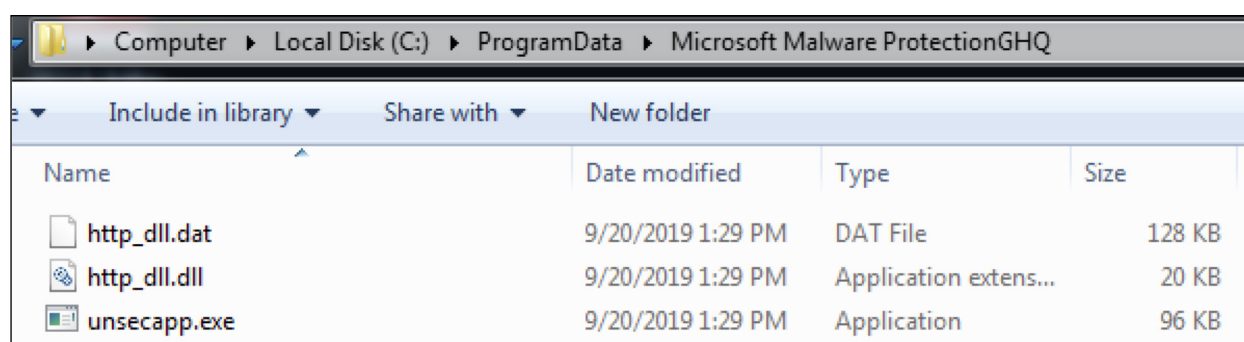 Computer Local Disk (C:) ProgramData Microsoft Malware ProtectionGHQ
Include in library Share with New folder
Name Date modified Type Size
http_dll.dat 9/20/2019 1:29 PM DAT File 128 KB
http_dll.dll 9/20/2019 1:29 PM Application extens... 20 KB
unsecapp.exe 9/20/2019 1:29 PM Application 96 KB